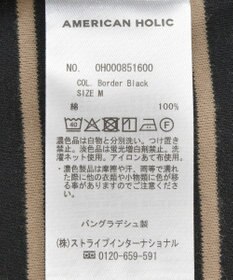 AMERICAN HOLIC
NO. OH000851600
COL. Border Black
SIZE M
綿 100%
40
濃色品は白物と分別洗い、つけ置き
禁止。淡色品は蛍光増白剤禁止。洗
濯ネット使用。アイロンあて布使用。
濃色品は摩擦や汗、雨等で濡れ
た際に他の衣類や小物類に色が移
る事がありますのでご注意下さい。
バングラデシュ製
(株)ストライプインターナショナル
☎0120-659-591